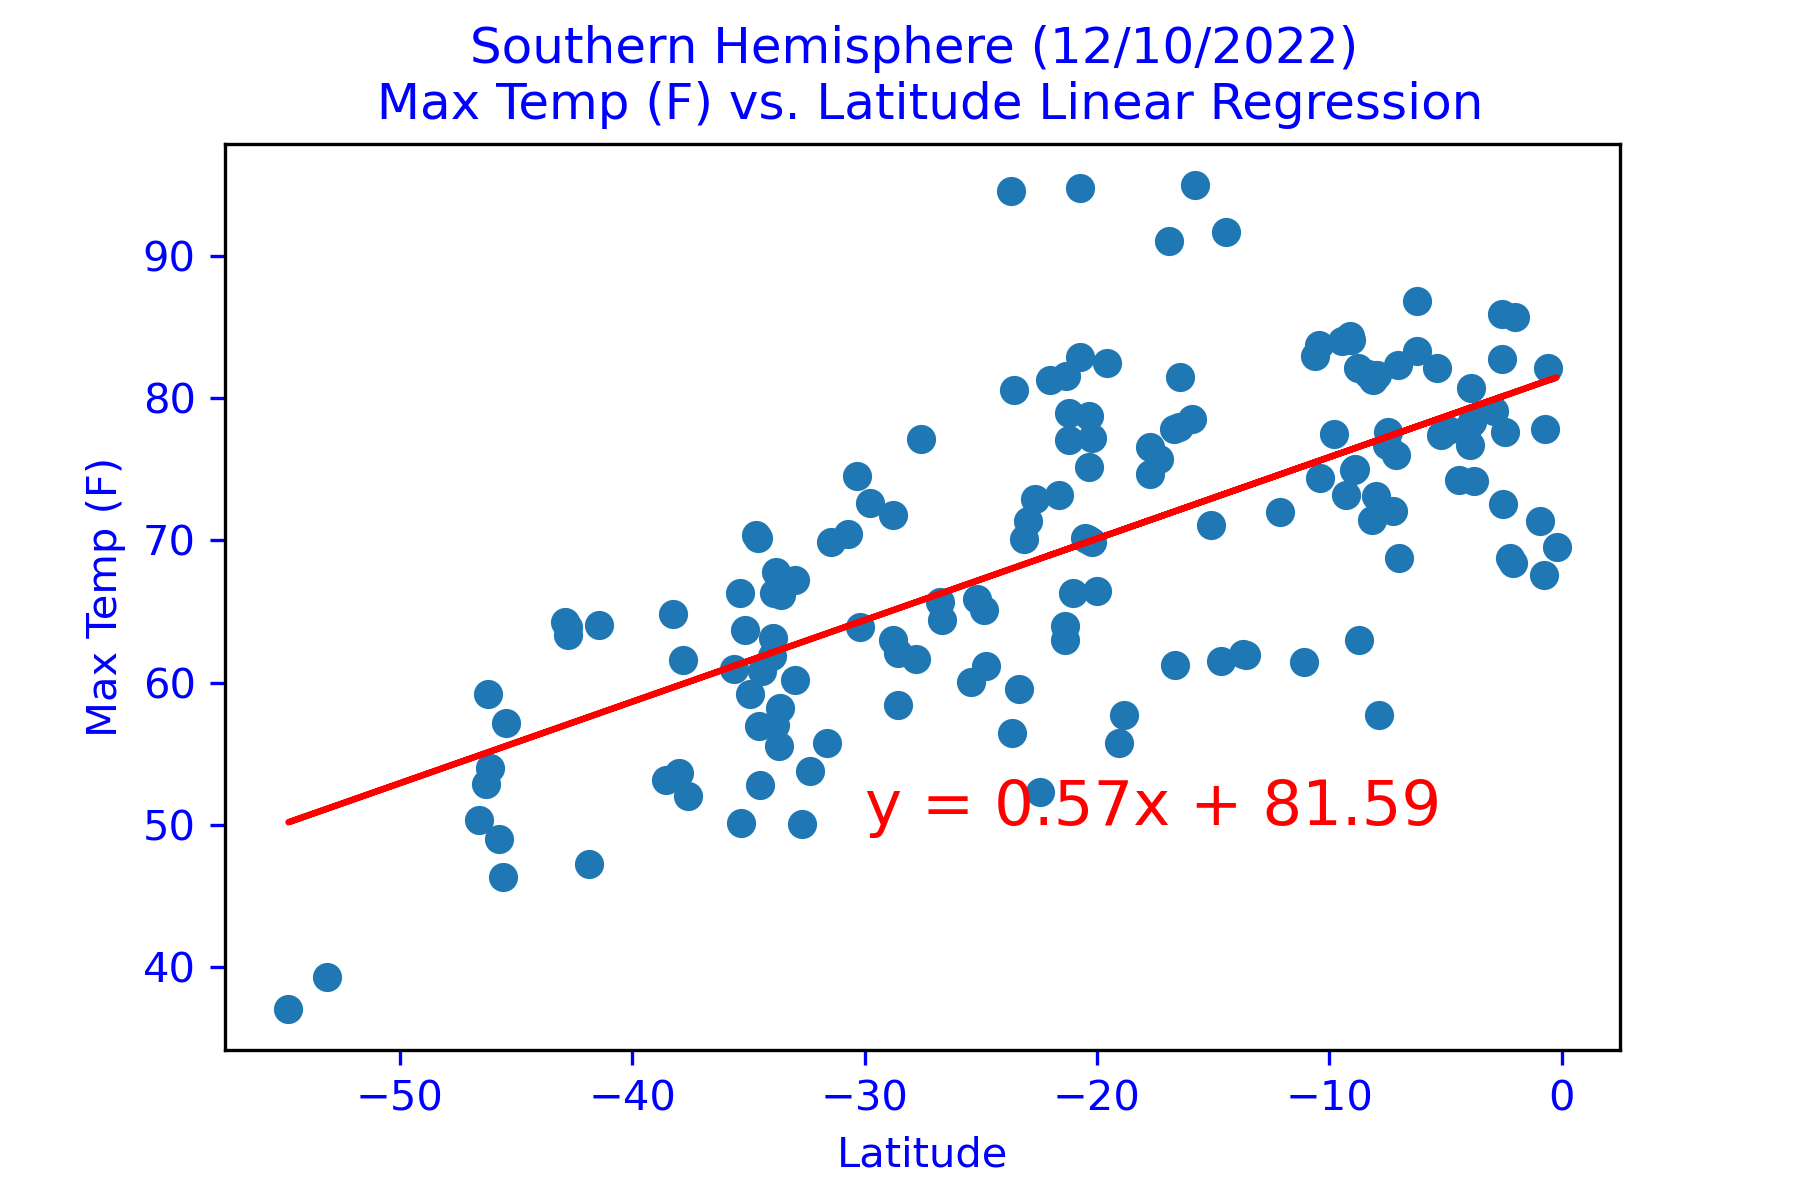 Southern Hemisphere (12/10/2022)
Max Temp (F) vs. Latitude Linear Regression
Max Temp (F)
90
80
70
60
50
40
y = 0.57x + 81.59
−50 −40 −30 −20 −10 0
Latitude